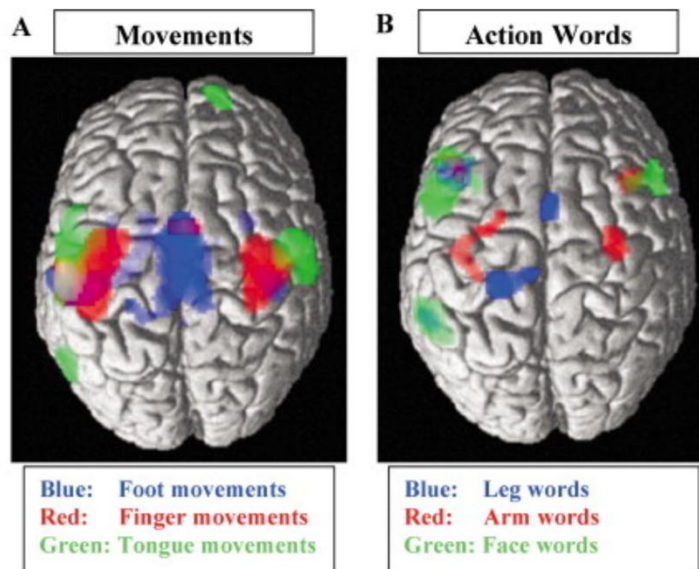 A
Movements
B
Action Words
Blue: Foot movements
Red: Finger movements
Green: Tongue movements
Blue: Leg words
Red: Arm words
Green: Face words